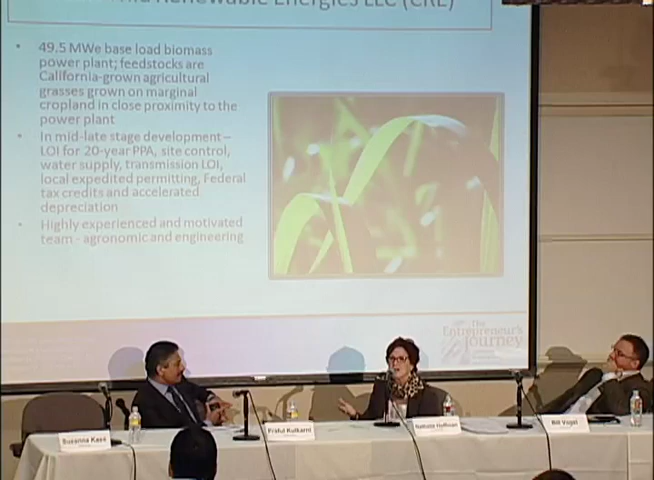 Renewable Energies LLC (CRE)
• 49.5 MWe base load biomass
power plant; feedstocks are
California-grown agricultural
grasses grown on marginal
cropland in close proximity to the
power plant
• In mid-late stage development –
LOI for 20-year PPA, site control,
water supply, transmission LOI,
local expedited permitting, Federal
tax credits and accelerated
depreciation
• Highly experienced and motivated
team - agronomic and engineering
The
Entrepreneur's
Journey
Suzanna Kass
Prahul Kulkarni
Nathalie Hoffman
Bill Vogel